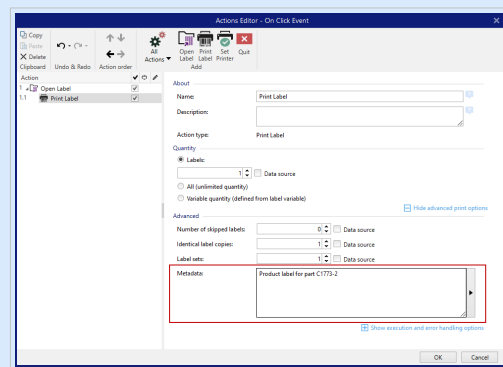 Actions Editor - On Click Event
Copy
Paste
Delete
Clipboard
Undo & Redo
Action order
All
Actions
Open
Label
Print
Label
Set
Printer
Quit
Add
Action
1 Open Label
1.1 Print Label
About
Name: Print Label
Description:
Action type: Print Label
Quantity
Labels:
1 Data source
All (unlimited quantity)
Variable quantity (defined from label variable)
Hide advanced print options
Advanced
Number of skipped labels: 0 Data source
Identical label copies: 1 Data source
Label sets: 1 Data source
Metadata: Product label for part C1773-2
Show execution and error handling options
OK Cancel